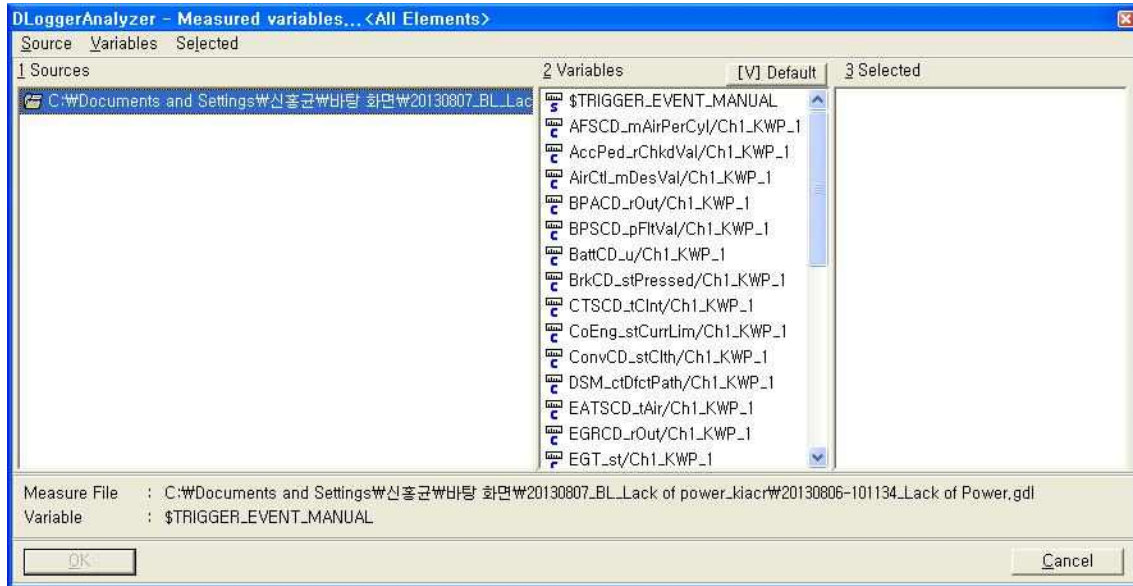 DLoggerAnalyzer - Measured variables...<All Elements>
Source Variables Selected
1 Sources
C:₩Documents and Settings₩신홍균₩바탕 화면₩20130807_BL_Lac
2 Variables
[V] Default
$TRIGGER_EVENT_MANUAL
AFSCD_mAirPerCyl/Ch1_KWP_1
AccPed_rChkdVal/Ch1_KWP_1
AirCtl_mDesVal/Ch1_KWP_1
BPACD_rOut/Ch1_KWP_1
BPSCD_pFltVal/Ch1_KWP_1
BattCD_u/Ch1_KWP_1
BrkCD_stPressed/Ch1_KWP_1
CTSCD_tClnt/Ch1_KWP_1
CoEng_stCurrLim/Ch1_KWP_1
ConvCD_stClth/Ch1_KWP_1
DSM_ctDfctPath/Ch1_KWP_1
EATSCD_tAir/Ch1_KWP_1
EGRCD_rOut/Ch1_KWP_1
EGT_st/Ch1_KWP_1
3 Selected
Measure File : C:₩Documents and Settings₩신홍균₩바탕 화면₩20130807_BL_Lack of power_kiacr₩20130806-101134_Lack of Power.gdl
Variable : $TRIGGER_EVENT_MANUAL
OK
Cancel